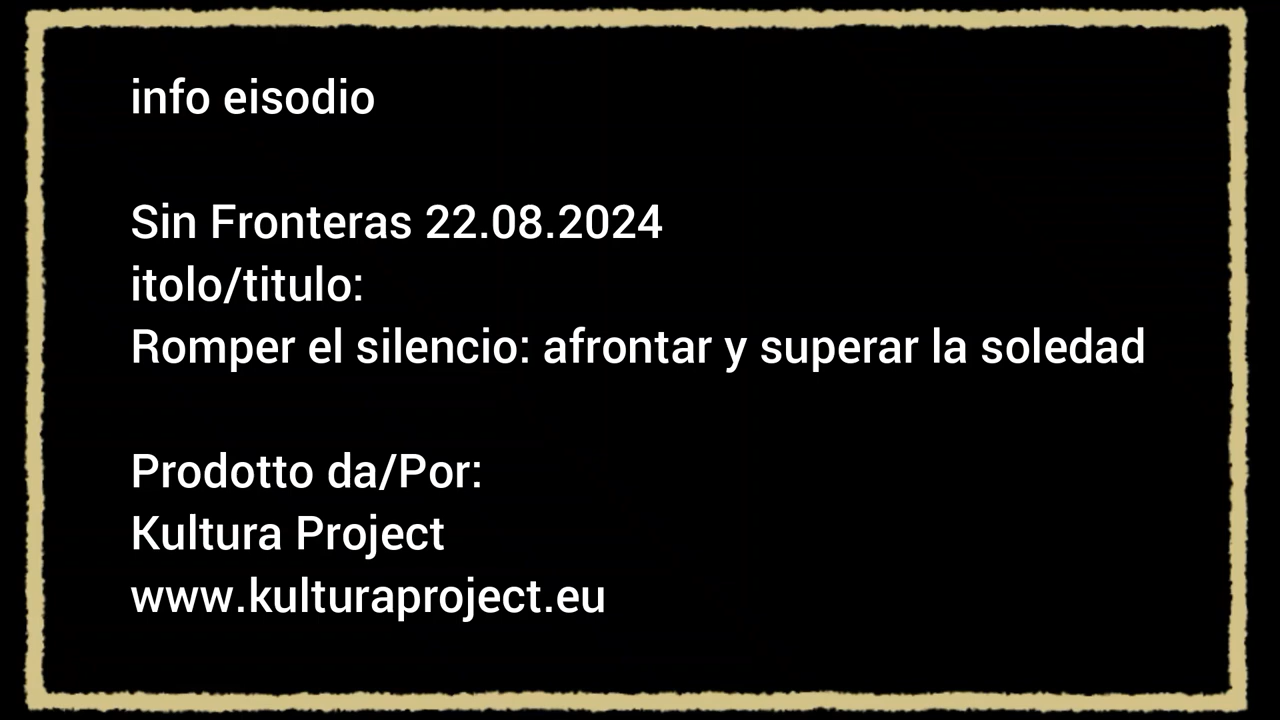 info eisodio
Sin Fronteras 22.08.2024
itolo/titulo:
Romper el silencio: afrontar y superar la soledad
Prodotto da/Por:
Kultura Project
www.kulturaproject.eu